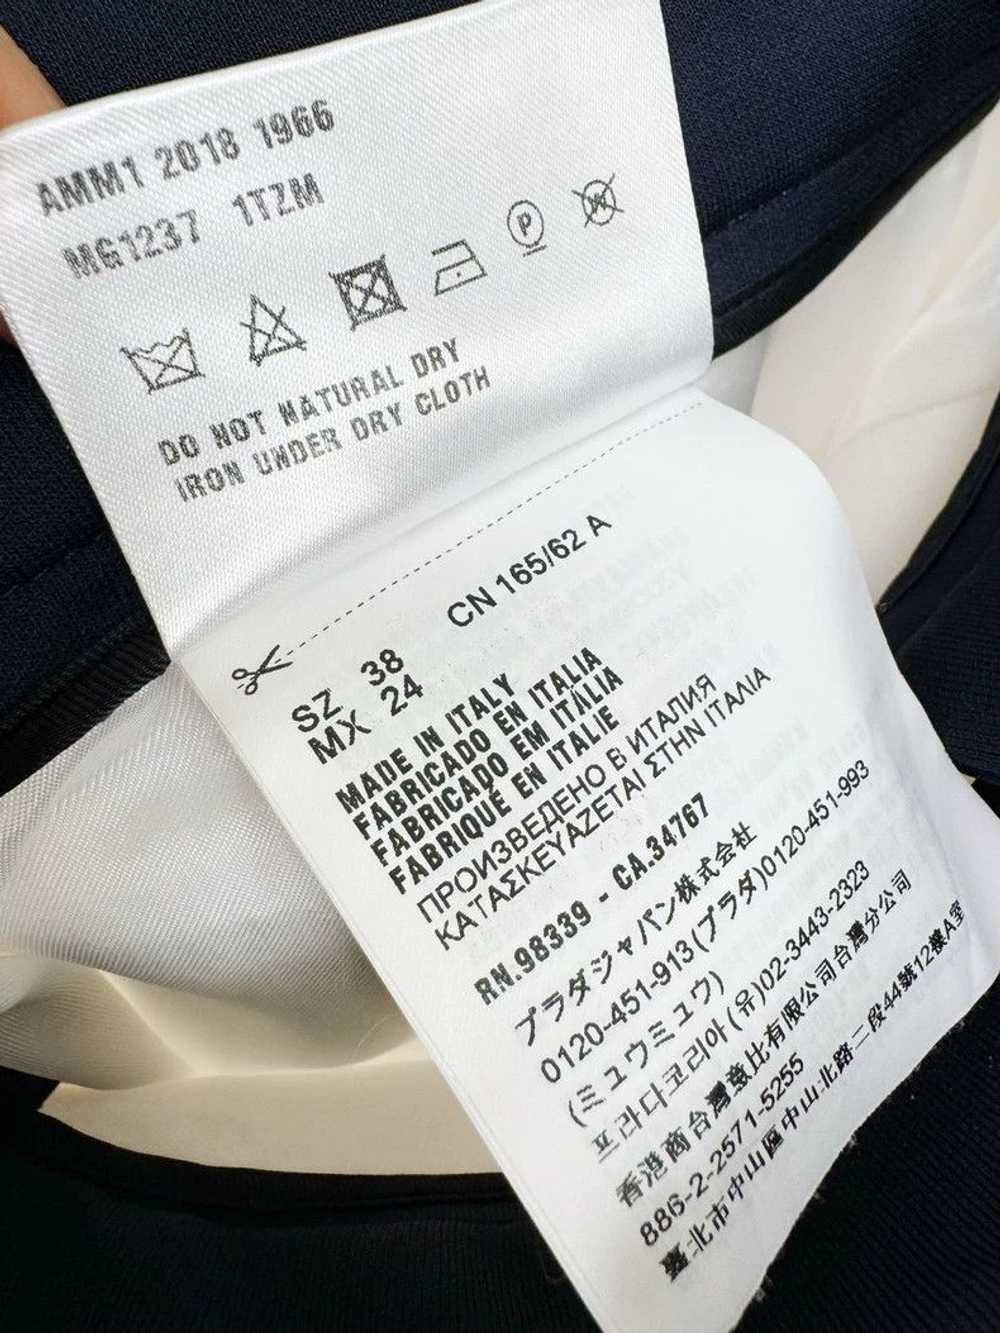 AMM1 2018 1966
MG1237 1TZM
P
W
DO NOT NATURAL DRY
IRON UNDER DRY CLOTH
CN 165/62 A
SZ 38
MX 24
MADE IN ITALY
FABRICADO EN ITALIA
FABRICADO EM ITÁLIA
FABRIQUÉ EN ITALIE
ПРОИЗВЕДЕНО В ИТАЛИЯ
ΚΑΤΑΣΚΕΥΑΖΕΤΑΙ ΣΤΗΝ ΙΤΑΛΙΑ
RN.98339 - CA.34767
プラダジャパン株式会社
0120-451-913(プラダ)0120-451-993
(ミュウミュウ)
프라다코리아(유)02-3443-2323
香港商台灣意比有限公司台灣分公司
886-2-2571-5255
臺北市中山區中山北路二段44號12樓A室